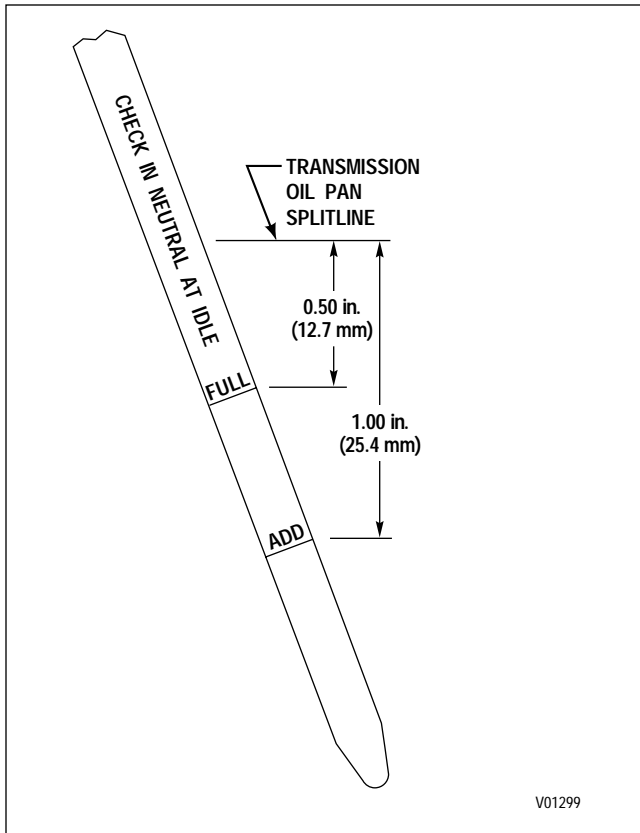 CHECK IN NEUTRAL AT IDLE
TRANSMISSION
OIL PAN
SPLITLINE
0.50 in.
(12.7 mm)
FULL
1.00 in.
(25.4 mm)
ADD
V01299